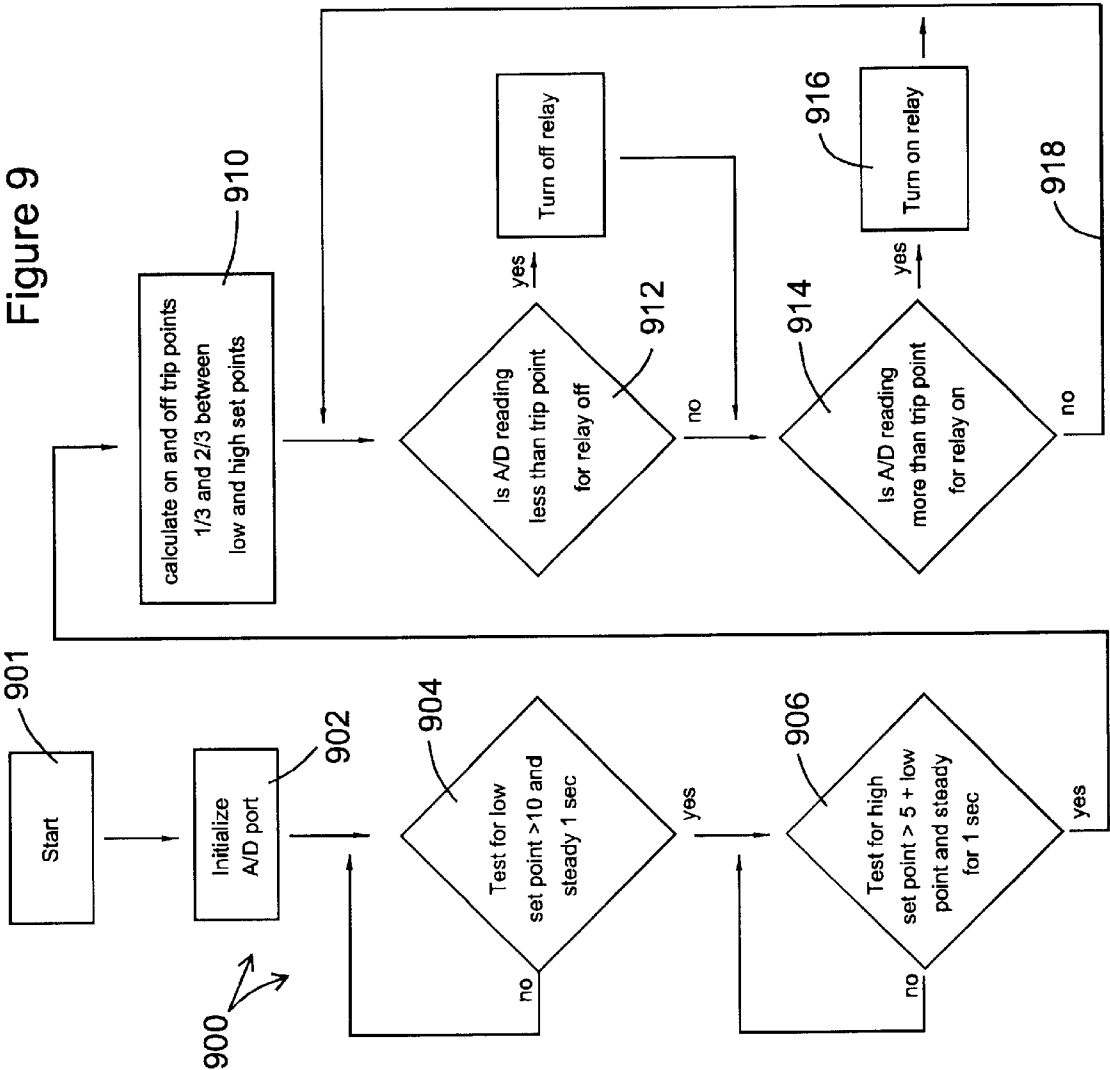 Figure 9
900
901
Start
902
Initialize
A/D port
904
Test for low
set point >10 and
steady 1 sec
no
yes
906
Test for high
set point > 5 + low
point and steady
for 1 sec
no
yes
910
calculate on and off trip points
1/3 and 2/3 between
low and high set points
912
Is A/D reading
less than trip point
for relay off
yes
Turn off relay
no
914
Is A/D reading
more than trip point
for relay on
yes
916
Turn on relay
no
918